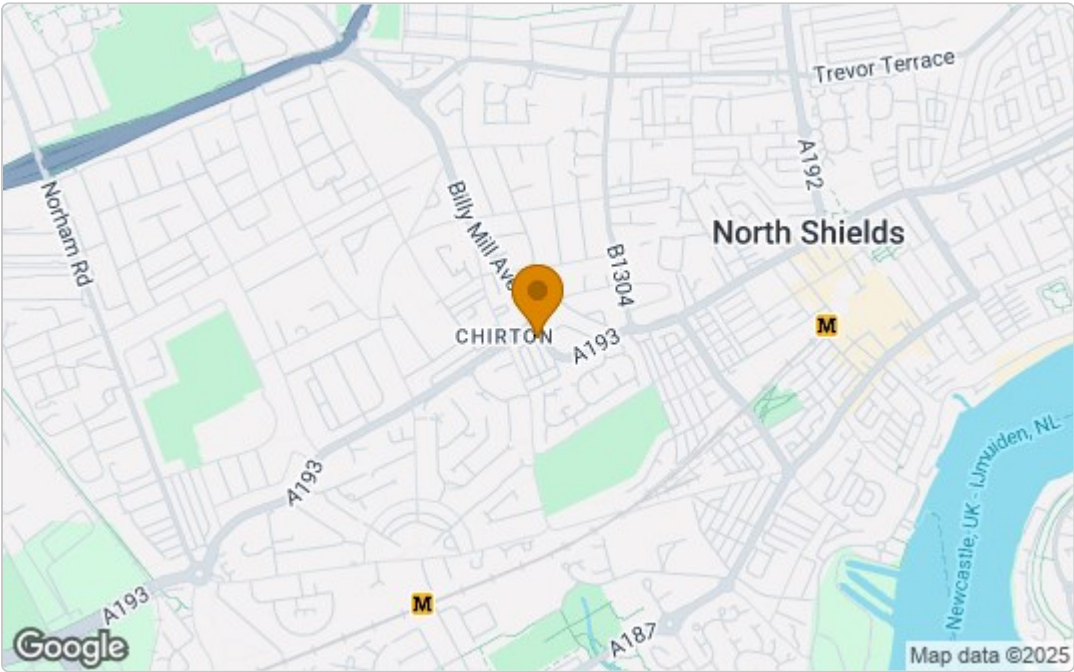 Trevor Terrace
A192
Norham Rd
Billy Mill Ave
North Shields
B1304
M
CHIRTON
A193
A193
Newcastle, UK - IJmuiden, NL
M
A193
A187
Google
Map data ©2025